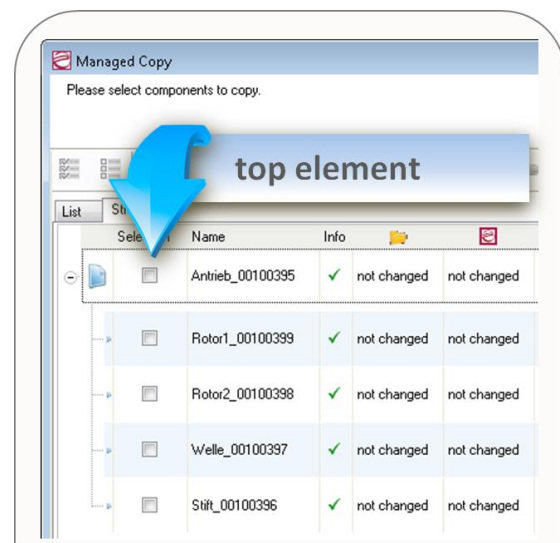 Managed Copy
Please select components to copy.
top element
List
Name Info
Antrieb_00100395 not changed not changed
Rotor1_00100399 not changed not changed
Rotor2_00100398 not changed not changed
Welle_00100397 not changed not changed
Stift_00100396 not changed not changed